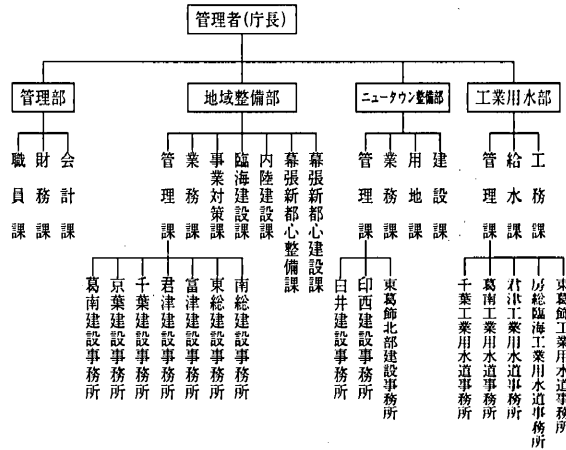 管理者(庁長)
管理部
地域整備部
ニュータウン整備部
工業用水部
職員課
財務課
会計課
管理課
業務課
事業対策課
臨海建設課
内陸建設課
幕張新都心整備課
幕張新都心建設課
管理課
業務課
用地課
建設課
管理課
給水課
工務課
葛南建設事務所
京葉建設事務所
千葉建設事務所
君津建設事務所
富津建設事務所
東総建設事務所
南総建設事務所
白井建設事務所
印西建設事務所
東葛飾北部建設事務所
千葉工業用水道事務所
葛南工業用水道事務所
君津工業用水道事務所
房総臨海工業用水道事務所
東葛飾工業用水道事務所